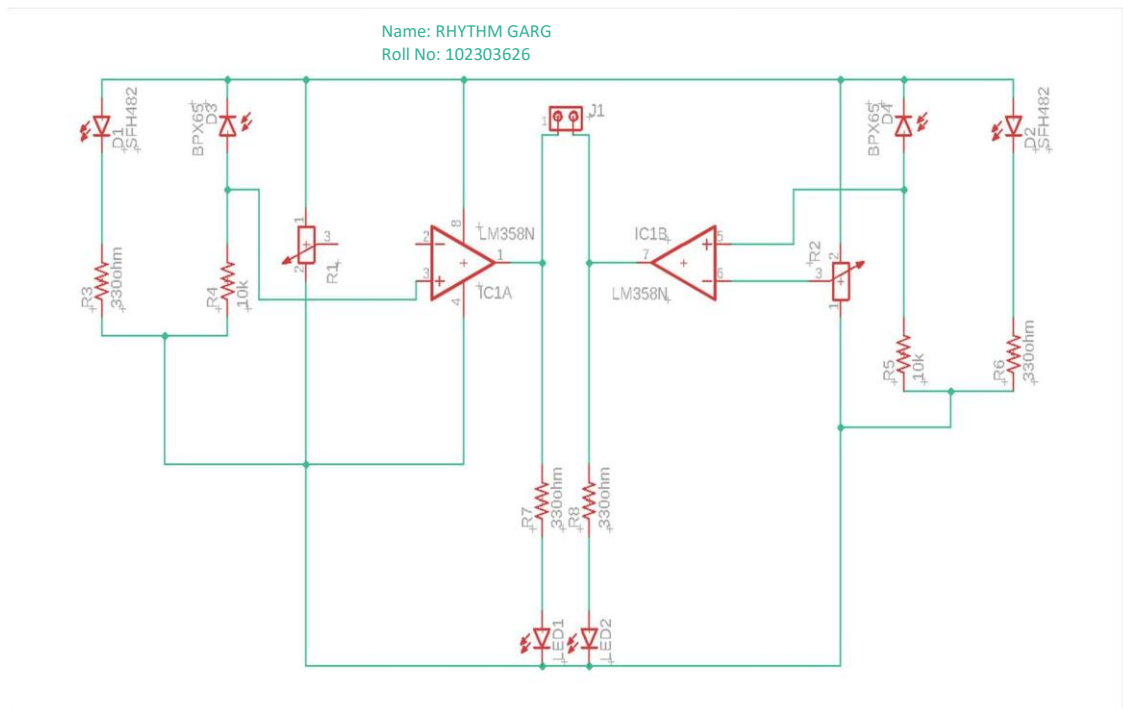 Name: RHYTHM GARG
Roll No: 102303626
D1
SFH482
BPX65
D3
1
J1
BPX65
D4
D2
SFH482
1
3
2
R1
2
3
8
4
1
LM358N
IC1A
IC1B
7
5
6
LM358N
R2
2
3
1
R3
330ohm
R4
10k
R5
10k
R6
330ohm
R7
330ohm
R8
330ohm
LED1
LED2